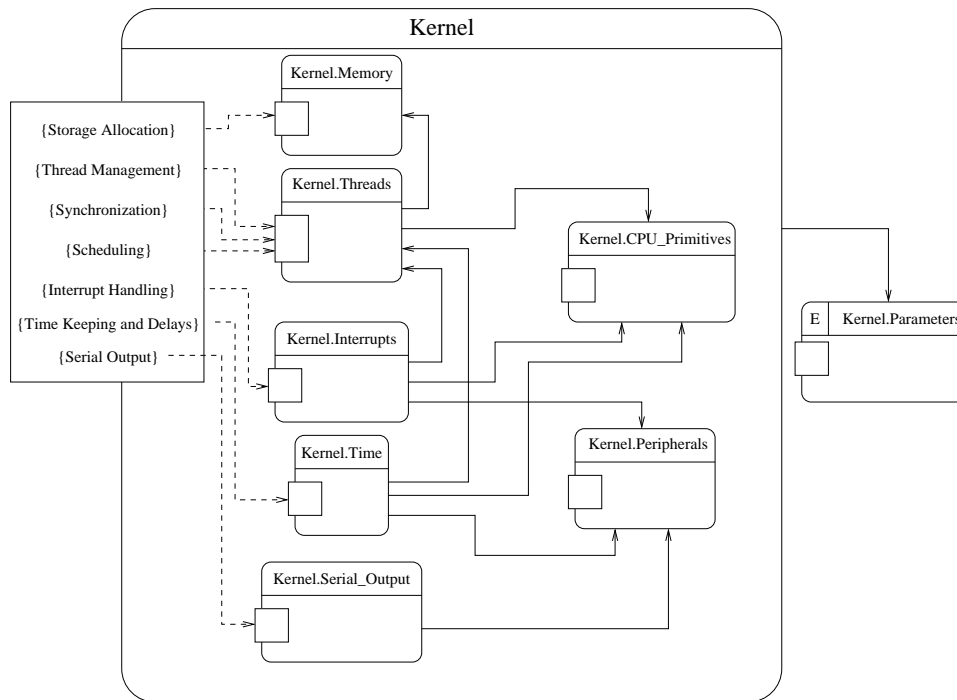 Kernel
Kernel.Memory
{Storage Allocation}
{Thread Management}
Kernel.Threads
{Synchronization}
{Scheduling}
Kernel.CPU_Primitives
{Interrupt Handling}
{Time Keeping and Delays}
E Kernel.Parameters
{Serial Output}
Kernel.Interrupts
Kernel.Peripherals
Kernel.Time
Kernel.Serial_Output